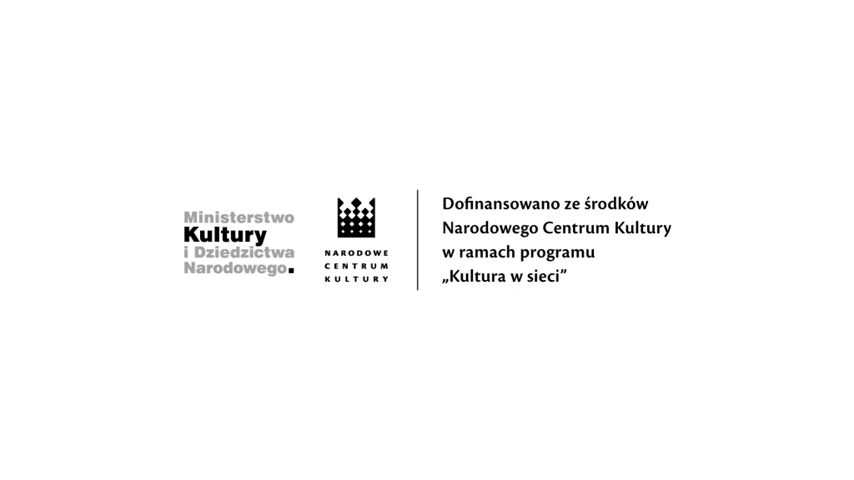 Ministerstwo
Kultury
i Dziedzictwa
Narodowego.
NARODOWE
CENTRUM
KULTURY
Dofinansowano ze środków
Narodowego Centrum Kultury
w ramach programu
„Kultura w sieci”